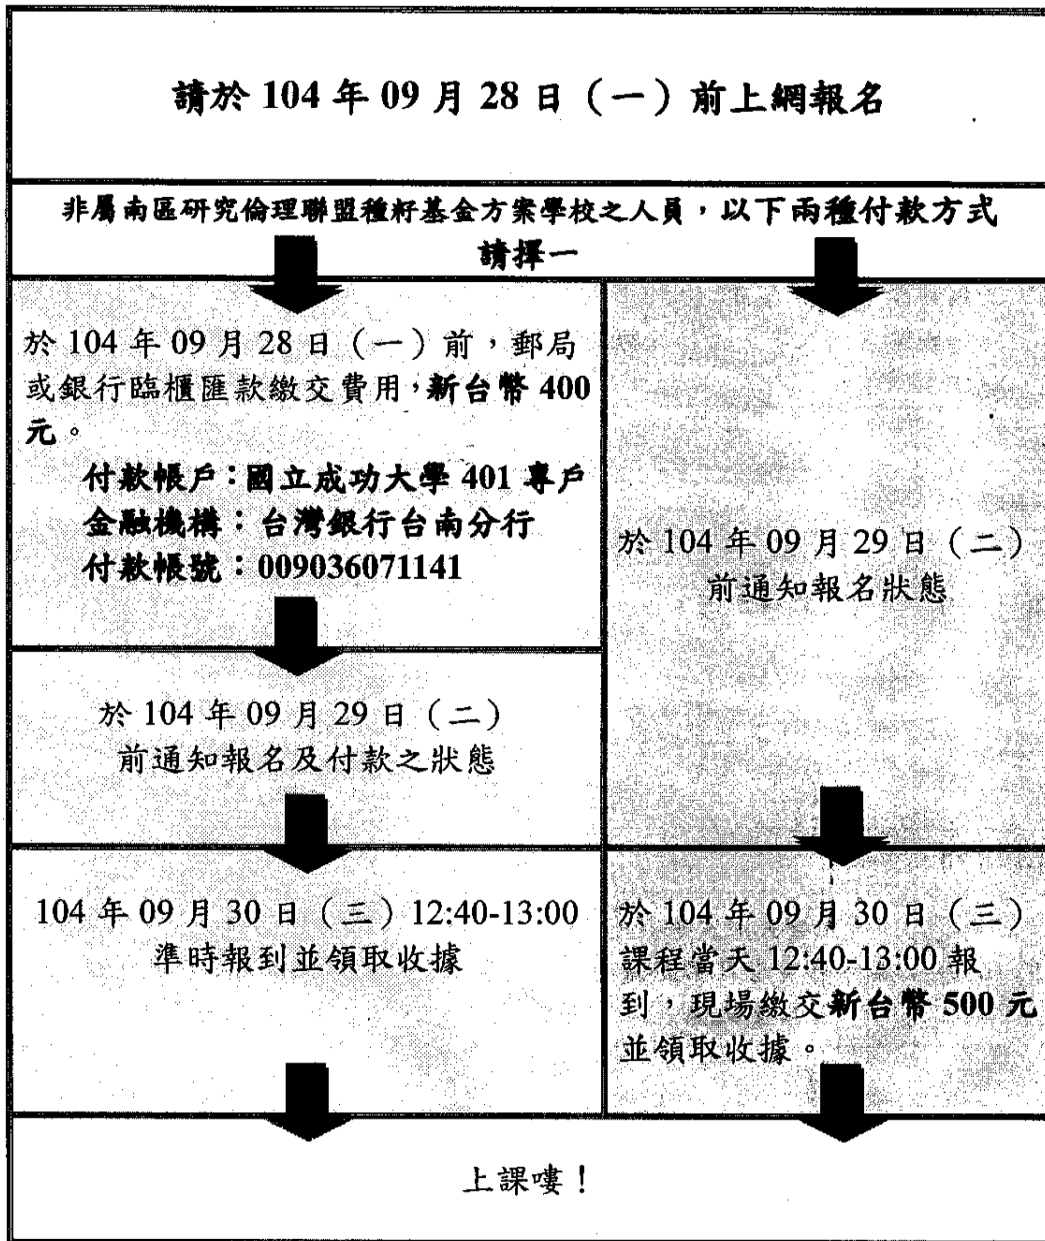 請於 104 年 09 月 28 日（一）前上網報名
非屬南區研究倫理聯盟種籽基金方案學校之人員，以下兩種付款方式
請擇一
於 104 年 09 月 28 日（一）前，郵局
或銀行臨櫃匯款繳交費用，新台幣 400
元。
付款帳戶：國立成功大學 401 專戶
金融機構：台灣銀行台南分行
付款帳號：009036071141
於 104 年 09 月 29 日（二）
前通知報名及付款之狀態
104 年 09 月 30 日（三）12:40-13:00
準時報到並領取收據
於 104 年 09 月 29 日（二）
前通知報名狀態
於 104 年 09 月 30 日（三）
課程當天 12:40-13:00 報
到，現場繳交新台幣 500 元
並領取收據。
上課嘍！